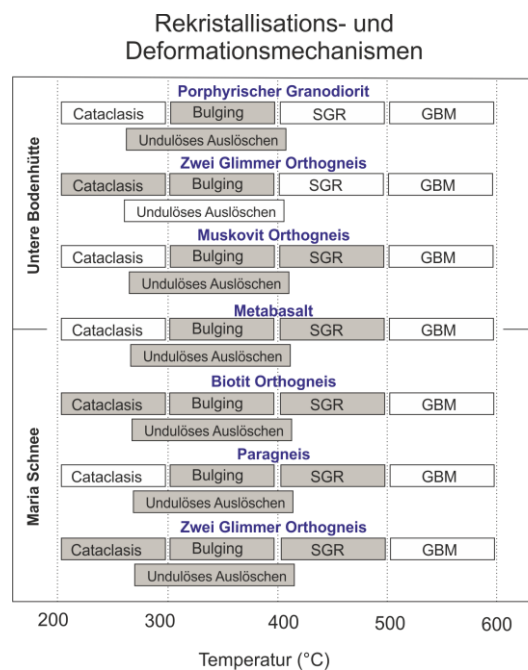 Rekristallisations- und
Deformationsmechanismen
Untere Bodenhütte
Porphyrischer Granodiorit
Cataclasis Bulging SGR GBM
Undulöses Auslöschen
Zwei Glimmer Orthogneis
Cataclasis Bulging SGR GBM
Undulöses Auslöschen
Muskovit Orthogneis
Cataclasis Bulging SGR GBM
Undulöses Auslöschen
Metabasalt
Cataclasis Bulging SGR GBM
Undulöses Auslöschen
Maria Schnee
Biotit Orthogneis
Cataclasis Bulging SGR GBM
Undulöses Auslöschen
Paragneis
Cataclasis Bulging SGR GBM
Undulöses Auslöschen
Zwei Glimmer Orthogneis
Cataclasis Bulging SGR GBM
Undulöses Auslöschen
200 300 400 500 600
Temperatur (°C)